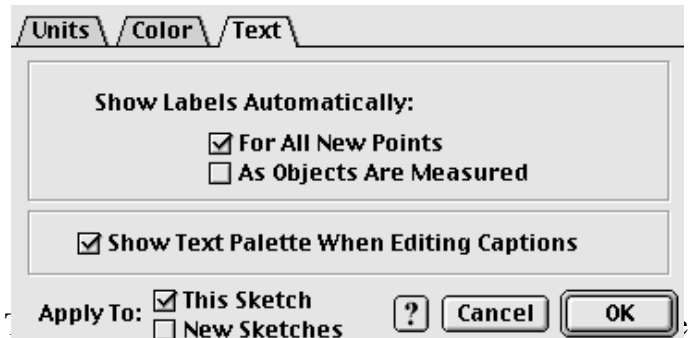 Units Color Text
Show Labels Automatically:
For All New Points
As Objects Are Measured
Show Text Palette When Editing Captions
Apply To: This Sketch
New Sketches
? Cancel OK